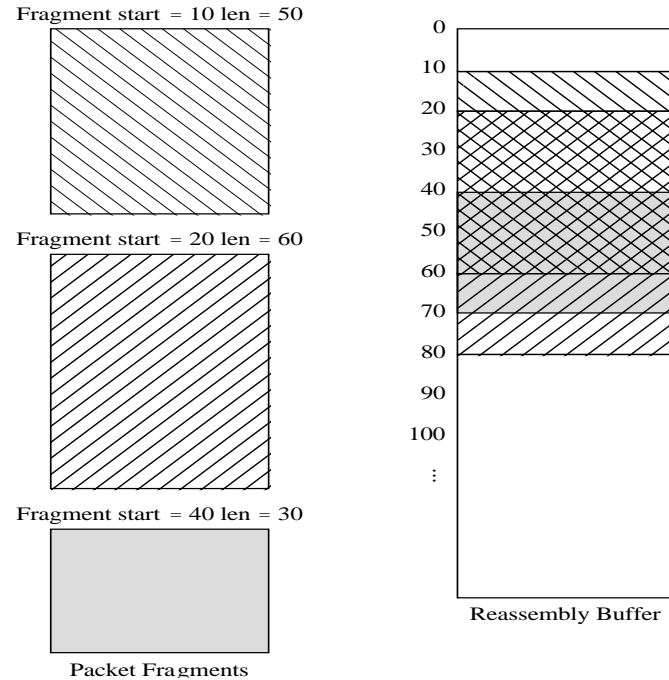 Fragment start = 10 len = 50
Fragment start = 20 len = 60
Fragment start = 40 len = 30
Packet Fragments
0
10
20
30
40
50
60
70
80
90
100
...
Reassembly Buffer